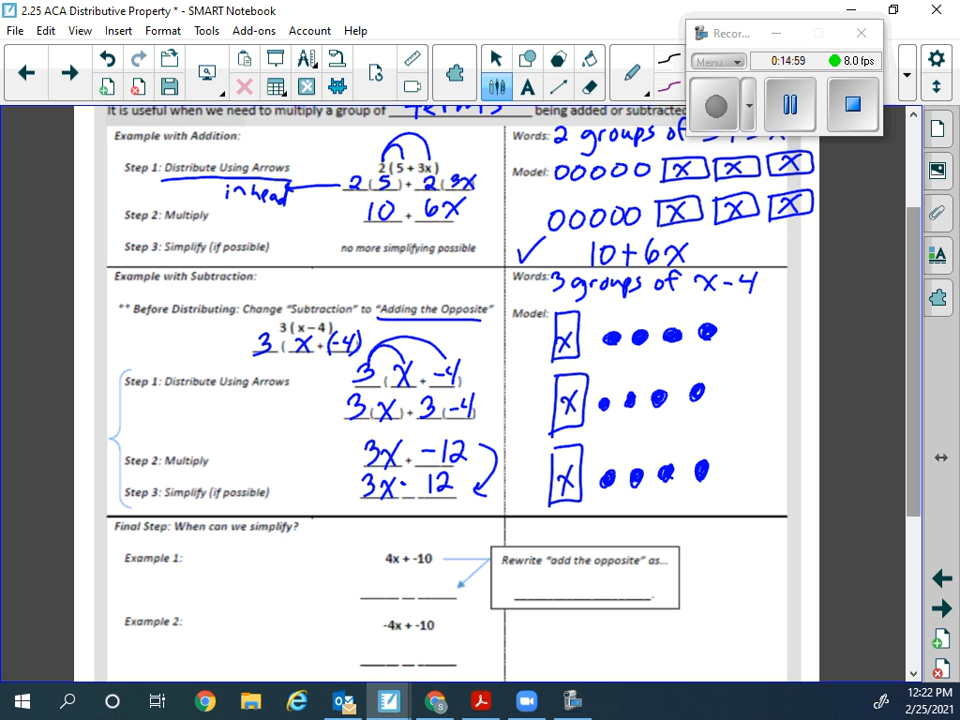 2.25 ACA Distributive Property * - SMART Notebook
File Edit View Insert Format Tools Add-ons Account Help
Recor...
Menu 0:14:59 8.0 fps
It is useful when we need to multiply a group of terms being added or subtracted
Example with Addition:
Words: 2 groups of
Step 1: Distribute Using Arrows
2 ( 5 + 3x )
Model: 00000 X X X
in head
2 ( 5 ) + 2 ( 3x
Step 2: Multiply
10 + 6x
00000 X X X
Step 3: Simplify (if possible)
no more simplifying possible
✓ 10 + 6x
Example with Subtraction:
Words: 3 groups of x - 4
** Before Distributing: Change "Subtraction" to "Adding the Opposite"
Model:
3 ( x – 4 )
3 ( x + (-4) )
X
Step 1: Distribute Using Arrows
3 ( x + -4 )
3 ( x ) + 3 ( -4 )
X
Step 2: Multiply
3x + -12
X
Step 3: Simplify (if possible)
3x - 12
Final Step: When can we simplify?
Example 1:
4x + -10
Rewrite "add the opposite" as...
Example 2:
-4x + -10
12:22 PM
2/25/2021